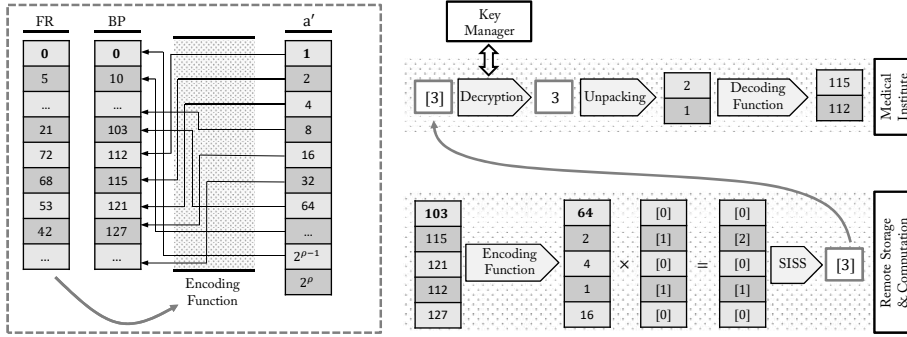 FR BP a′
0 0 1
5 10 2
... ... 4
21 103 8
72 112 16
68 115 32
53 121 64
42 127 ...
... ... 2^{ρ−1}
2^ρ
Encoding
Function
Encoding
Function
Key
Manager
[3] Decryption 3 Unpacking
2
1
Decoding
Function
115
112
Medical
Institute
103 64 [0] [0]
115 2 [1] [2]
121 4 [0] [0]
112 1 [1] [1]
127 16 [0] [0]
Encoding
Function
× =
SISS [3]
Remote Storage
& Computation